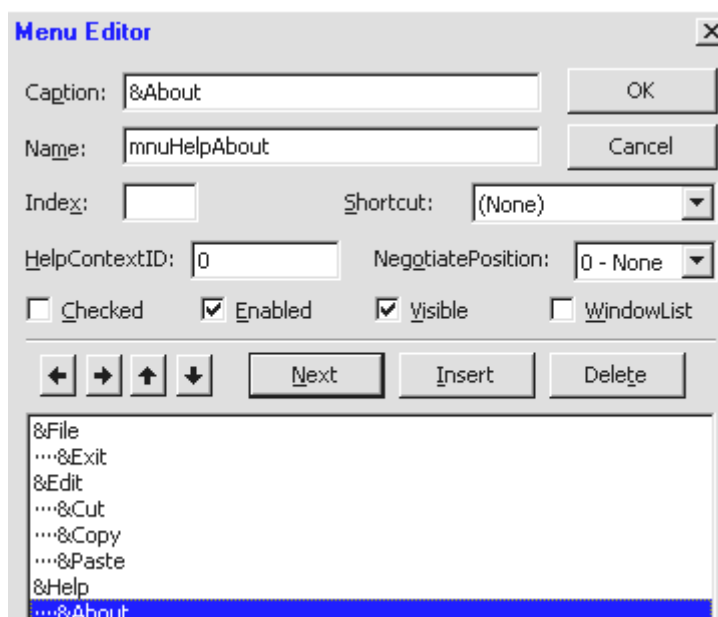 Menu Editor
Caption: &About OK
Name: mnuHelpAbout Cancel
Index: Shortcut: (None)
HelpContextID: 0 NegotiatePosition: 0 - None
Checked Enabled Visible WindowList
Next Insert Delete
&File
····&Exit
&Edit
····&Cut
····&Copy
····&Paste
&Help
····&About